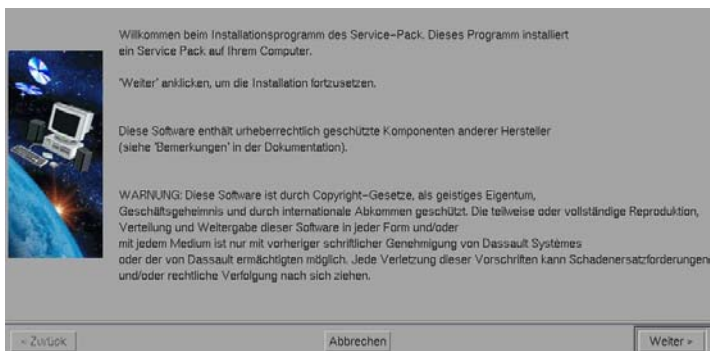 Willkommen beim Installationsprogramm des Service-Pack. Dieses Programm installiert
ein Service Pack auf Ihrem Computer.
'Weiter' anklicken, um die Installation fortzusetzen.
Diese Software enthält urheberrechtlich geschützte Komponenten anderer Hersteller
(siehe 'Bemerkungen' in der Dokumentation).
WARNUNG: Diese Software ist durch Copyright-Gesetze, als geistiges Eigentum,
Geschäftsgeheimnis und durch internationale Abkommen geschützt. Die teilweise oder vollständige Reproduktion,
Verteilung und Weitergabe dieser Software in jeder Form und/oder
mit jedem Medium ist nur mit vorheriger schriftlicher Genehmigung von Dassault Systemes
oder der von Dassault ermächtigten möglich. Jede Verletzung dieser Vorschriften kann Schadenersatzforderungen
und/oder rechtliche Verfolgung nach sich ziehen.
< Zurück
Abbrechen
Weiter >